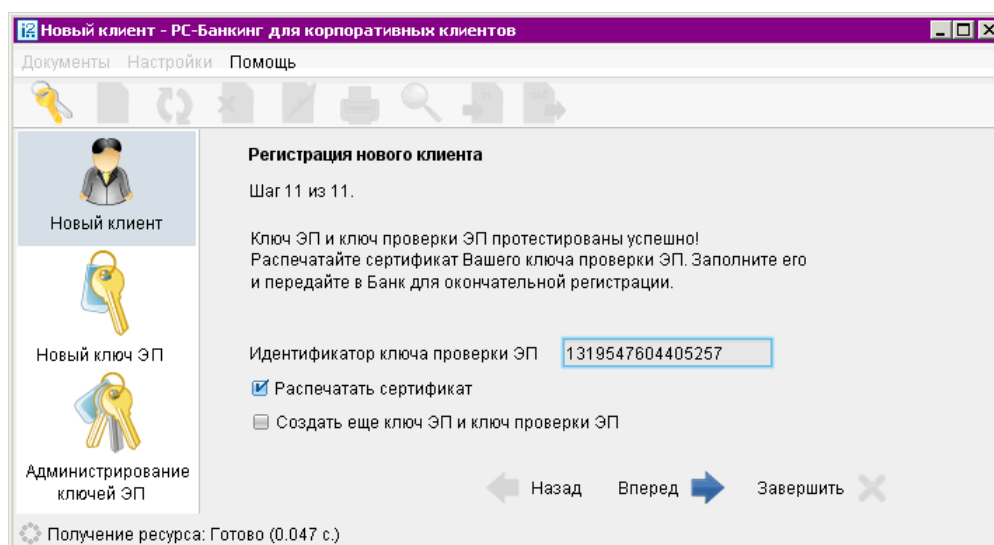 Новый клиент - РС-Банкинг для корпоративных клиентов
Документы Настройки Помощь
in out
Новый клиент
Новый ключ ЭП
Администрирование
ключей ЭП
Регистрация нового клиента
Шаг 11 из 11.
Ключ ЭП и ключ проверки ЭП протестированы успешно!
Распечатайте сертификат Вашего ключа проверки ЭП. Заполните его
и передайте в Банк для окончательной регистрации.
Идентификатор ключа проверки ЭП 1319547604405257
Распечатать сертификат
Создать еще ключ ЭП и ключ проверки ЭП
Назад Вперед Завершить
Получение ресурса: Готово (0.047 с.)